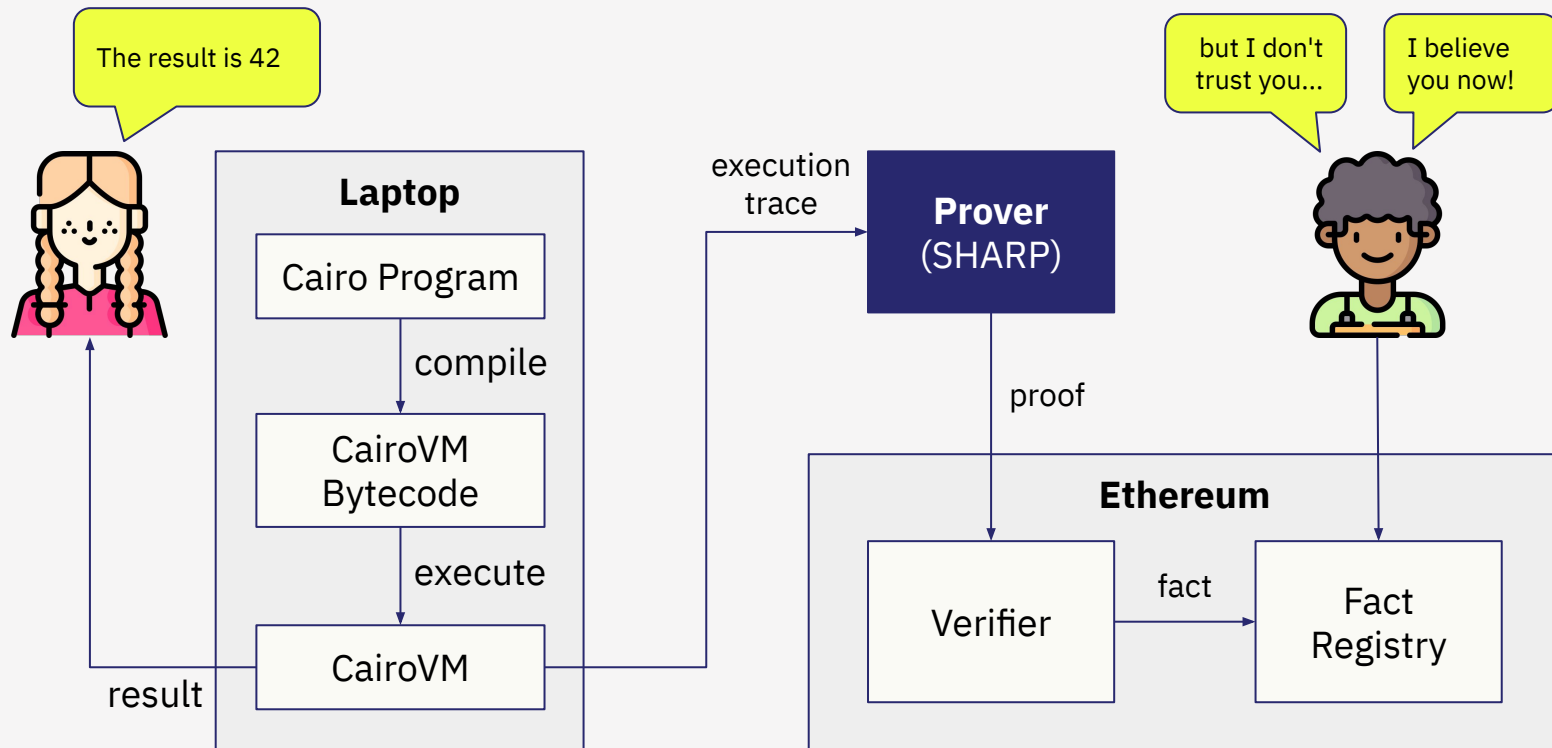 The result is 42
but I don't
trust you...
I believe
you now!
Laptop
Cairo Program
compile
CairoVM
Bytecode
execute
CairoVM
result
execution
trace
Prover
(SHARP)
proof
Ethereum
Verifier
fact
Fact
Registry